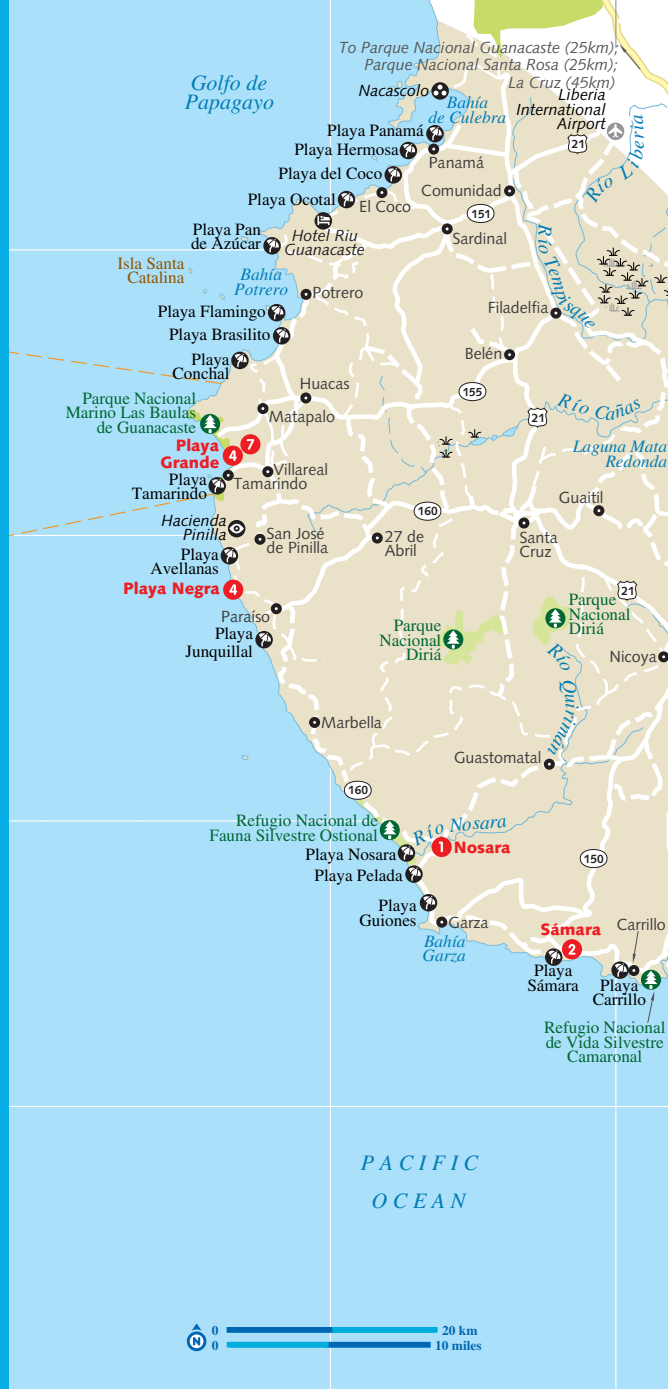 To Parque Nacional Guanacaste (25km);
Parque Nacional Santa Rosa (25km);
La Cruz (45km)
Golfo de
Papagayo
Nacascolo
Bahía
de Culebra
Liberia
International
Airport
21
Río Liberia
Playa Panamá
Playa Hermosa
Panamá
Playa del Coco
Comunidad
Playa Ocotal
El Coco
151
Hotel Riu
Guanacaste
Sardinal
Playa Pan
de Azúcar
Río Tempisque
Isla Santa
Catalina
Bahía
Potrero
Potrero
Playa Flamingo
Filadelfia
Playa Brasilito
Belén
Playa
Conchal
Huacas
155
Parque Nacional
Marino Las Baulas
de Guanacaste
Matapalo
Río Cañas
21
Playa
Grande
7
4
Laguna Mata
Redonda
Villareal
Playa
Tamarindo
Tamarindo
Guaitil
160
Hacienda
Pinilla
San José
de Pinilla
27 de
Abril
Santa
Cruz
Playa
Avellanas
Playa Negra
4
21
Paraíso
Parque
Nacional
Diriá
Parque
Nacional
Diriá
Playa
Junquillal
Nicoya
Río Quiriman
Marbella
Guastomatal
160
Refugio Nacional de
Fauna Silvestre Ostional
Río Nosara
1
Nosara
Playa Nosara
150
Playa Pelada
Playa
Guiones
Garza
Bahía
Garza
Sámara
2
Carrillo
Playa
Sámara
Playa
Carrillo
Refugio Nacional
de Vida Silvestre
Camaronal
PACIFIC
OCEAN
N
0
20 km
0
10 miles